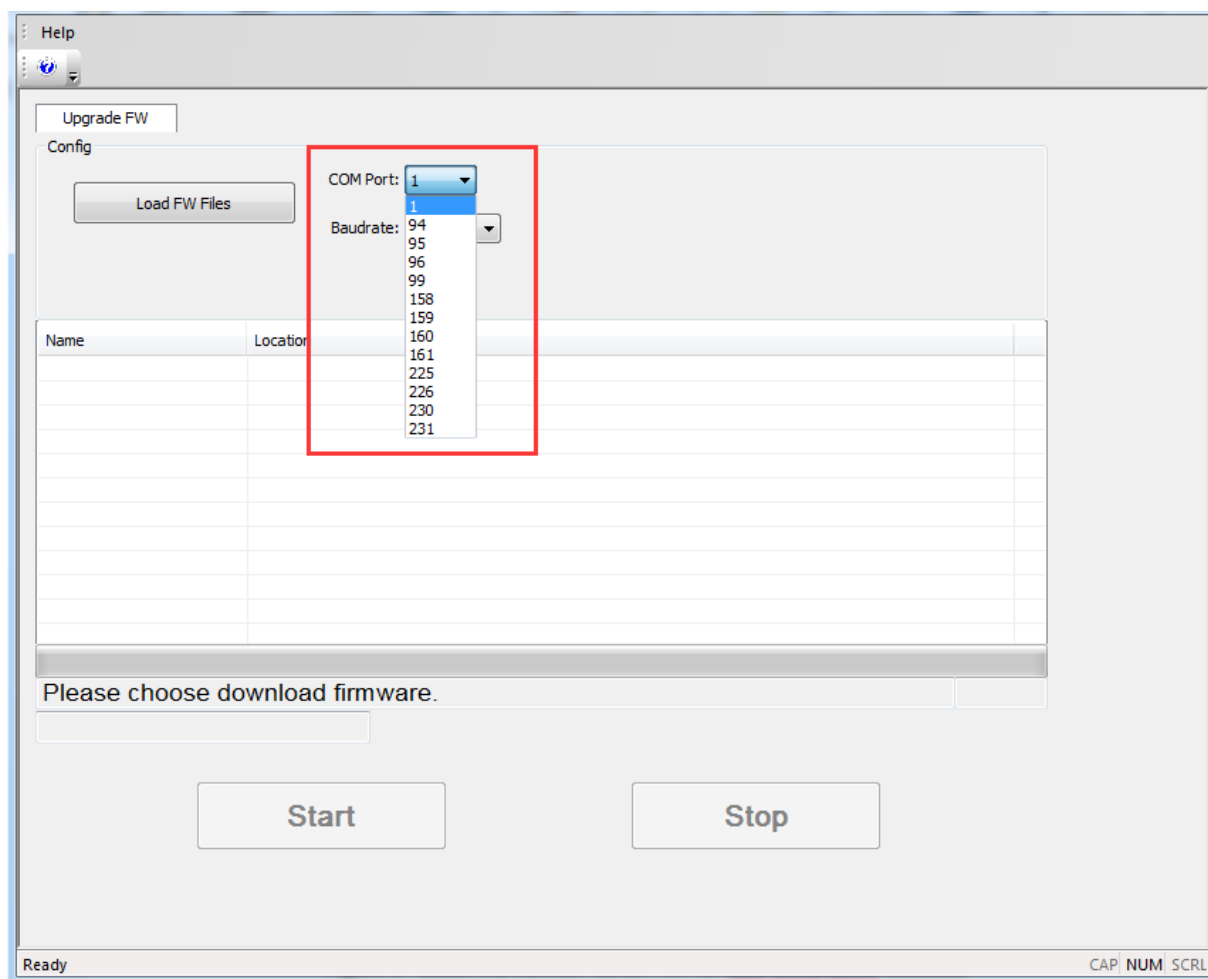 Help
Upgrade FW
Config
Load FW Files
COM Port: 1
Baudrate:
1
94
95
96
99
158
159
160
161
225
226
230
231
Name Location
Please choose download firmware.
Start Stop
Ready CAP NUM SCRL